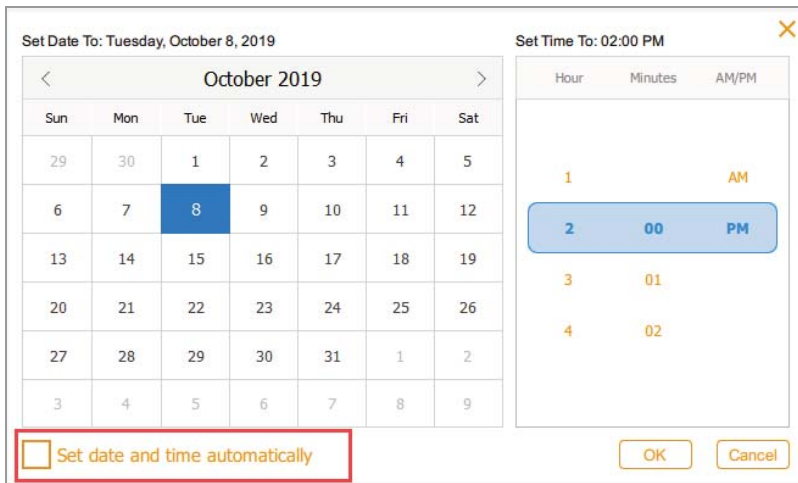 Set Date To: Tuesday, October 8, 2019
Set Time To: 02:00 PM
October 2019
Sun Mon Tue Wed Thu Fri Sat
29 30 1 2 3 4 5
6 7 8 9 10 11 12
13 14 15 16 17 18 19
20 21 22 23 24 25 26
27 28 29 30 31 1 2
3 4 5 6 7 8 9
Hour Minutes AM/PM
1 AM
2 00 PM
3 01
4 02
Set date and time automatically
OK
Cancel